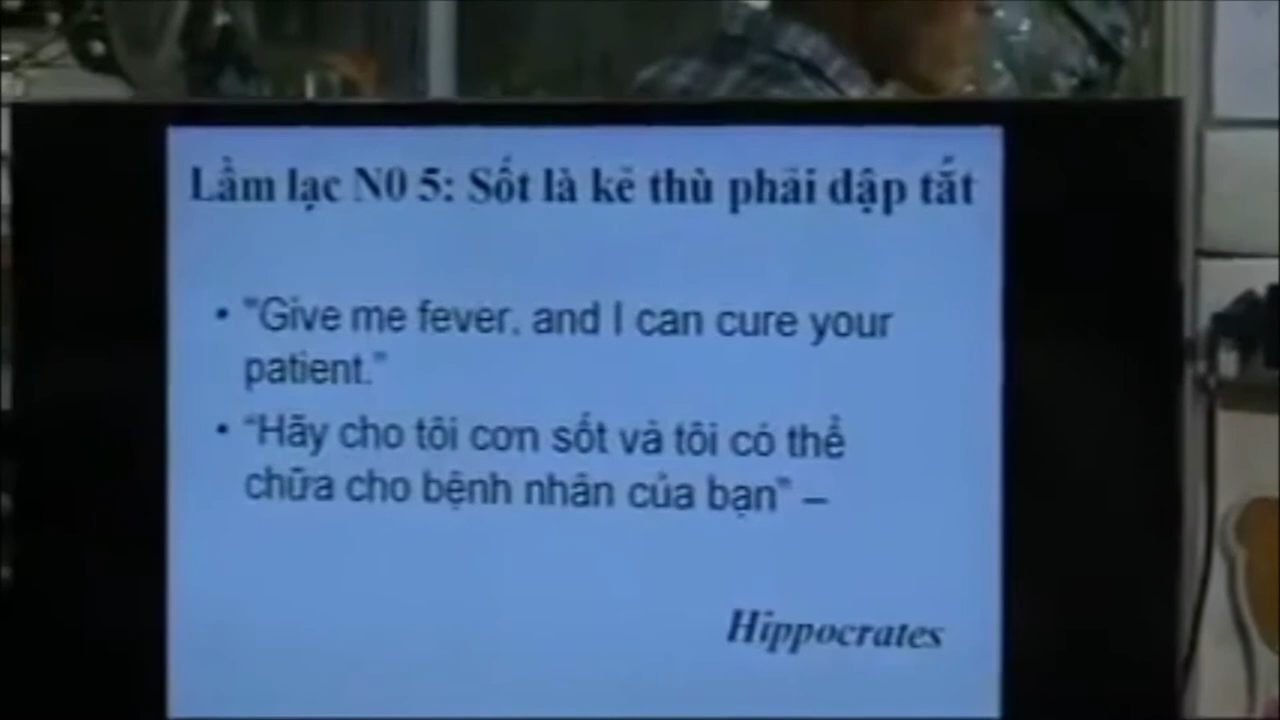 Lầm lạc N0 5: Sốt là kẻ thù phải dập tắt
• "Give me fever. and I can cure your
patient."
• "Hãy cho tôi cơn sốt và tôi có thể
chữa cho bệnh nhân của bạn" –
Hippocrates